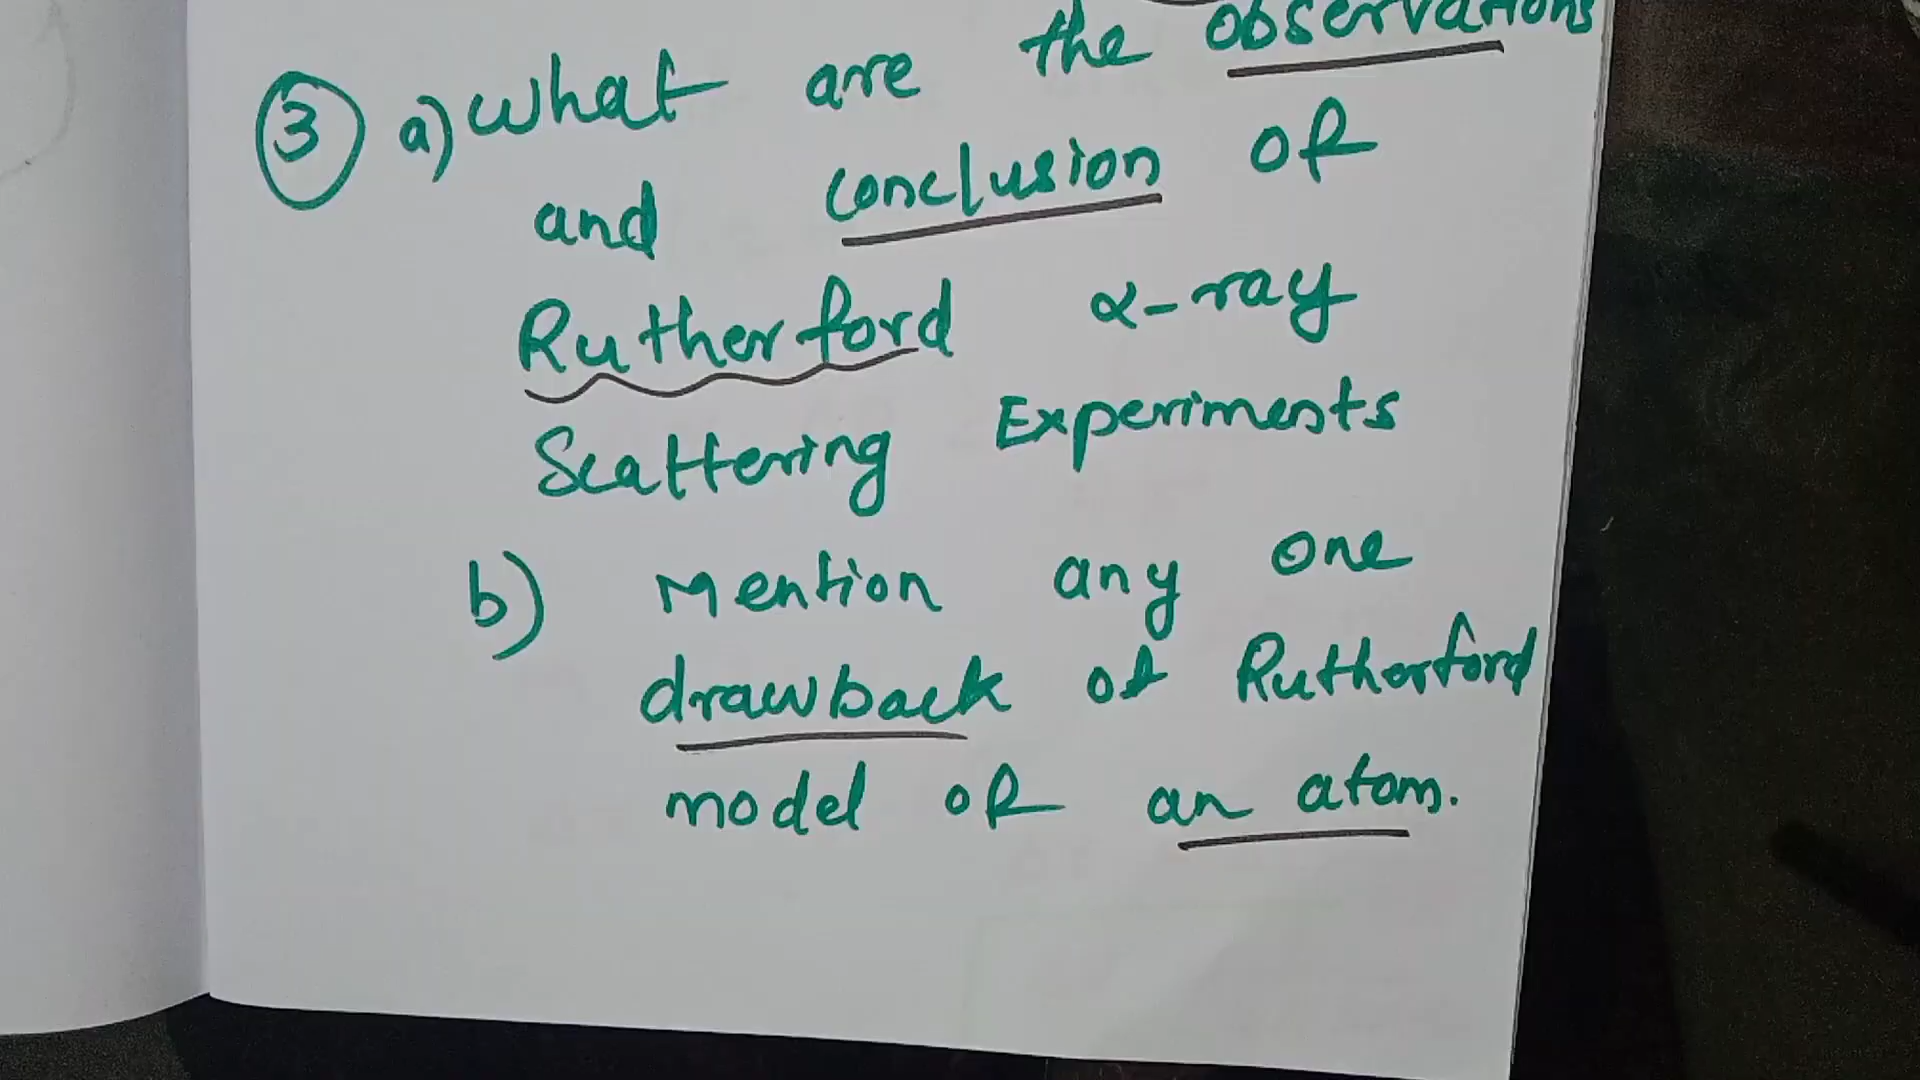 3 a) What are the observations
and conclusion of
Rutherford α-ray
Scattering Experiments
b) Mention any one
drawback of Rutherford
model of an atom.